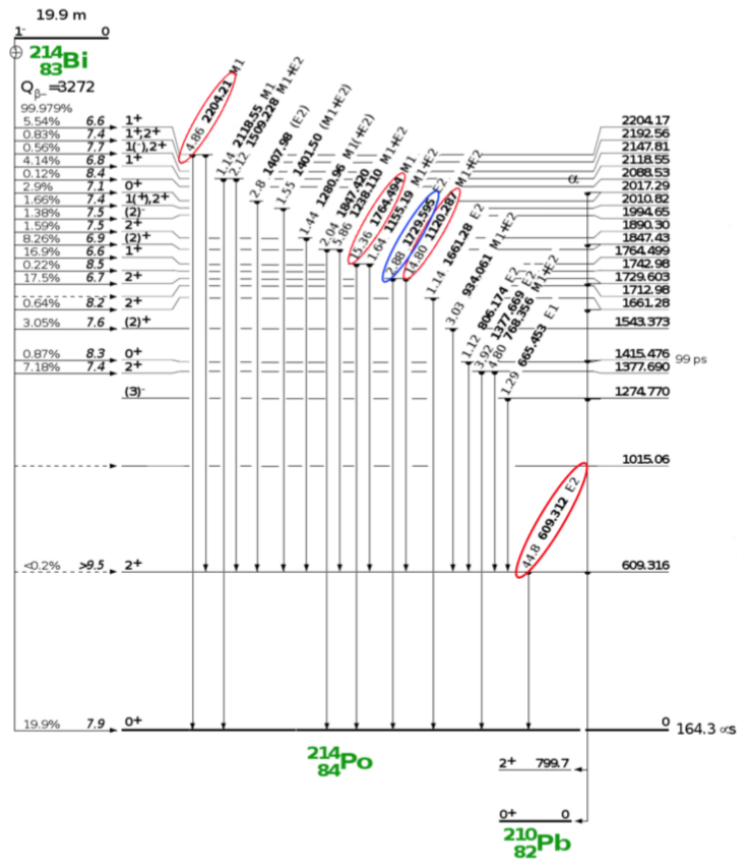 19.9 m
1- 0
214
83Bi
Qβ-=3272
99.979%
5.54% 6.6 1+ 2204.17
0.83% 7.4 1+,2+ 2192.56
0.56% 7.7 1(-),2+ 2147.81
4.14% 6.8 1+ 2118.55
0.12% 8.4 2088.53
2.9% 7.1 0+ 2017.29
1.66% 7.4 1(+),2+ 2010.82
1.38% 7.5 (2)- 1994.65
1.59% 7.5 2+ 1890.30
8.26% 6.9 (2)+ 1847.43
16.9% 6.6 1+ 1764.499
0.22% 8.5 1742.98
17.5% 6.7 2+ 1729.603
1712.98
0.64% 8.2 2+ 1661.28
3.05% 7.6 (2)+ 1543.373
0.87% 8.3 0+ 1415.476 99 ps
7.18% 7.4 2+ 1377.690
(3)- 1274.770
1015.06
<0.2% >9.5 2+ 609.316
19.9% 7.9 0+ 0 164.3 ∝s
4.86 2204.21 M1
1.14 2118.55 M1
2.12 1509.228 M1+E2
2.8 1407.98 (E2)
1.55 1401.50 (M1+E2)
1.44 1280.96 M1(+E2)
2.04 1847.420
5.86 1238.110 M1+E2
15.36 1764.494 M1
1.64 1155.19 M1+E2
2.88 1729.595 E2
14.80 1120.287 M1+E2
1.14 1661.28 E2
3.03 934.061 M1+E2
1.12 806.174 E2
3.92 1377.669 E2
4.80 768.356 M1+E2
1.29 665.453 E1
44.8 609.312 E2
α
214
84Po
2+ 799.7
0+ 0
210
82Pb